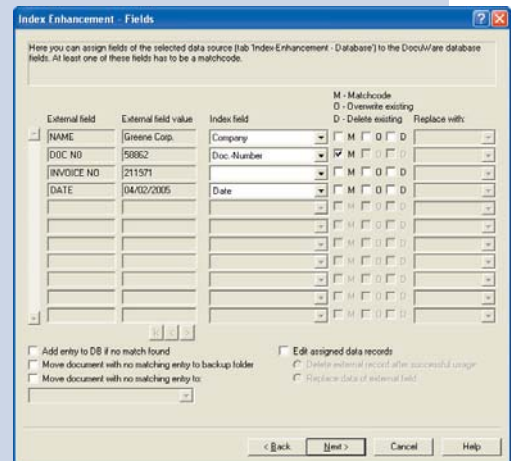 Index Enhancement - Fields
Here you can assign fields of the selected data source (tab 'Index-Enhancement - Database') to the DocuWare database
fields. At least one of these fields has to be a matchcode.
M - Matchcode
O - Overwrite existing
External field External field value Index field D - Delete existing Replace with:
NAME Greene Corp. Company M O D
DOC NO 58862 Doc.-Number M O D
INVOICE NO 211971 M O D
DATE 04/02/2005 Date M O D
M O D
M O D
M O D
M O D
M O D
M O D
M O D
Add entry to DB if no match found Edit assigned data records
Move document with no matching entry to backup folder Delete external record after successful usage
Move document with no matching entry to: Replace data of external field
< Back Next > Cancel Help